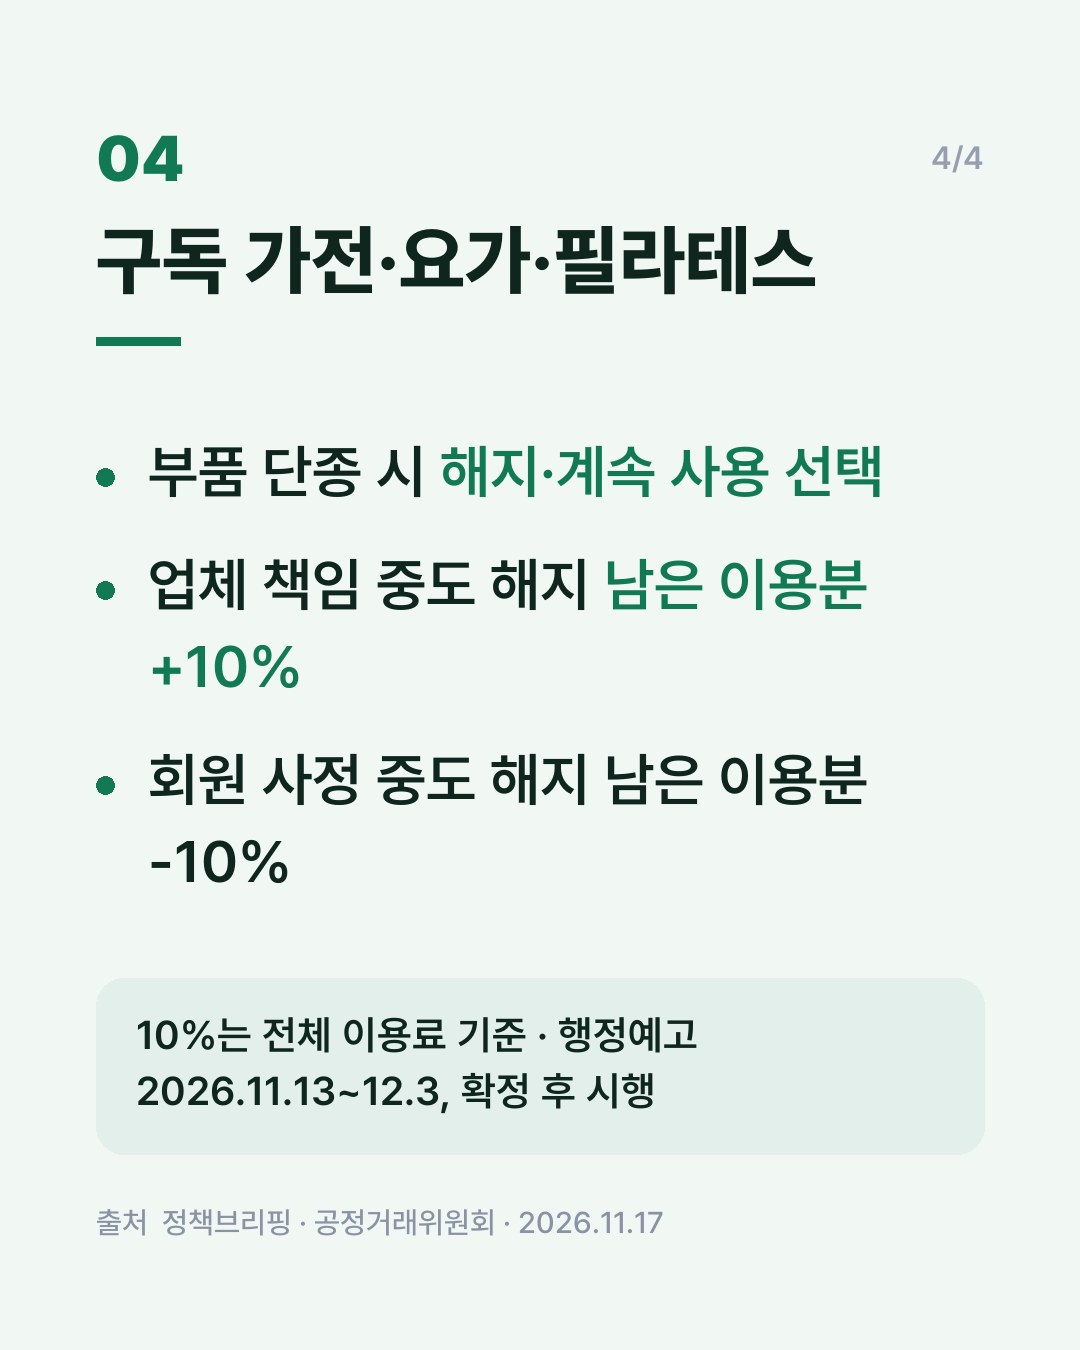 04
4/4
구독 가전·요가·필라테스
• 부품 단종 시 해지·계속 사용 선택
• 업체 책임 중도 해지 남은 이용분
+10%
• 회원 사정 중도 해지 남은 이용분
-10%
10%는 전체 이용료 기준 · 행정예고
2026.11.13~12.3, 확정 후 시행
출처 정책브리핑 · 공정거래위원회 · 2026.11.17